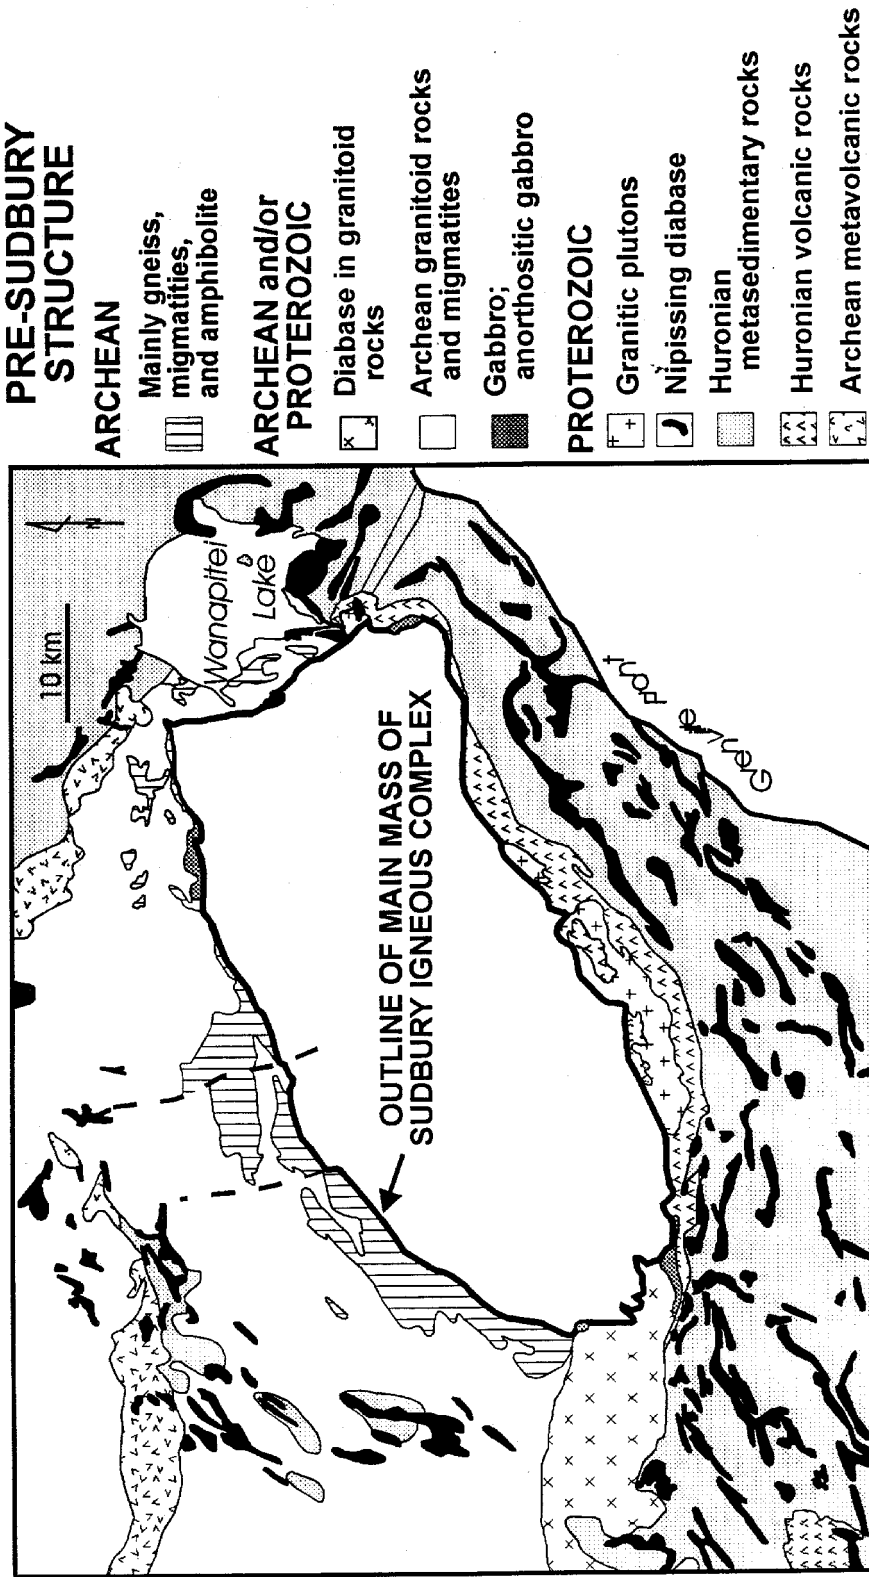 PRE-SUDBURY
STRUCTURE
ARCHEAN
Mainly gneiss,
migmatities,
and amphibolite
ARCHEAN and/or
PROTEROZOIC
Diabase in granitoid
rocks
Archean granitoid rocks
and migmatites
Gabbro;
anorthositic gabbro
PROTEROZOIC
Granitic plutons
Nipissing diabase
Huronian
metasedimentary rocks
Huronian volcanic rocks
Archean metavolcanic rocks
10 km
N
Wanapitei
Lake
OUTLINE OF MAIN MASS OF
SUDBURY IGNEOUS COMPLEX
Grenville
Front